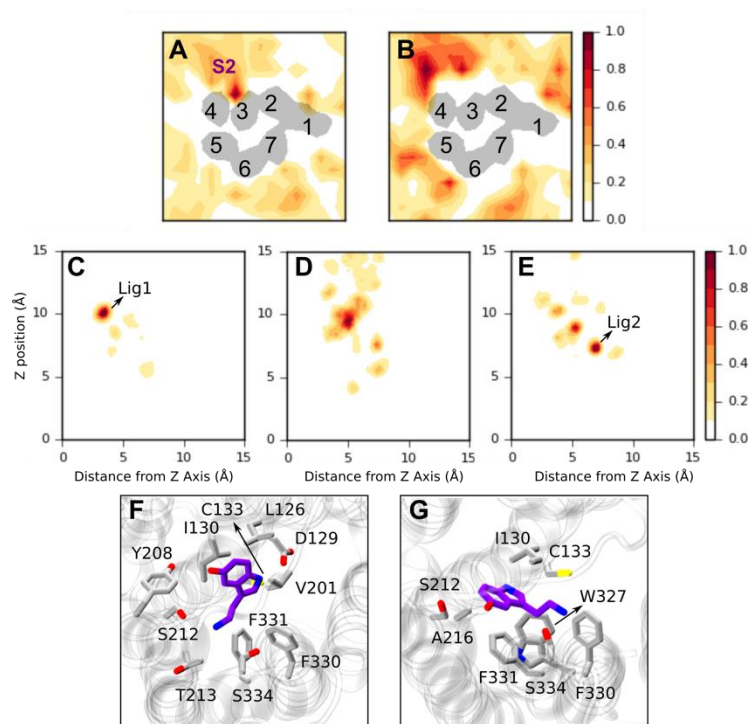 A
S2
4
3
2
1
5
6
7
B
4
3
2
1
5
6
7
1.0
0.8
0.6
0.4
0.2
0.0
C
Lig1
15
10
5
0
Z position (Å)
0 5 10 15
Distance from Z Axis (Å)
D
15
10
5
0
0 5 10 15
Distance from Z Axis (Å)
E
Lig2
15
10
5
0
0 5 10 15
Distance from Z Axis (Å)
1.0
0.8
0.6
0.4
0.2
0.0
F
C133
L126
I130
D129
Y208
V201
S212
F331
F330
T213
S334
G
I130
C133
S212
W327
A216
F331
S334
F330